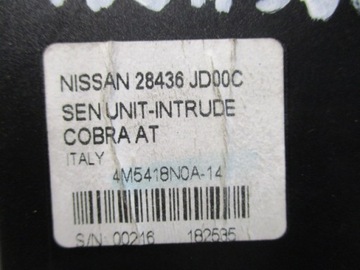 NISSAN 28436 JD00C
SEN UNIT-INTRUDE
COBRA AT
ITALY
4M5418N0A-14
S/N: 00216 182535